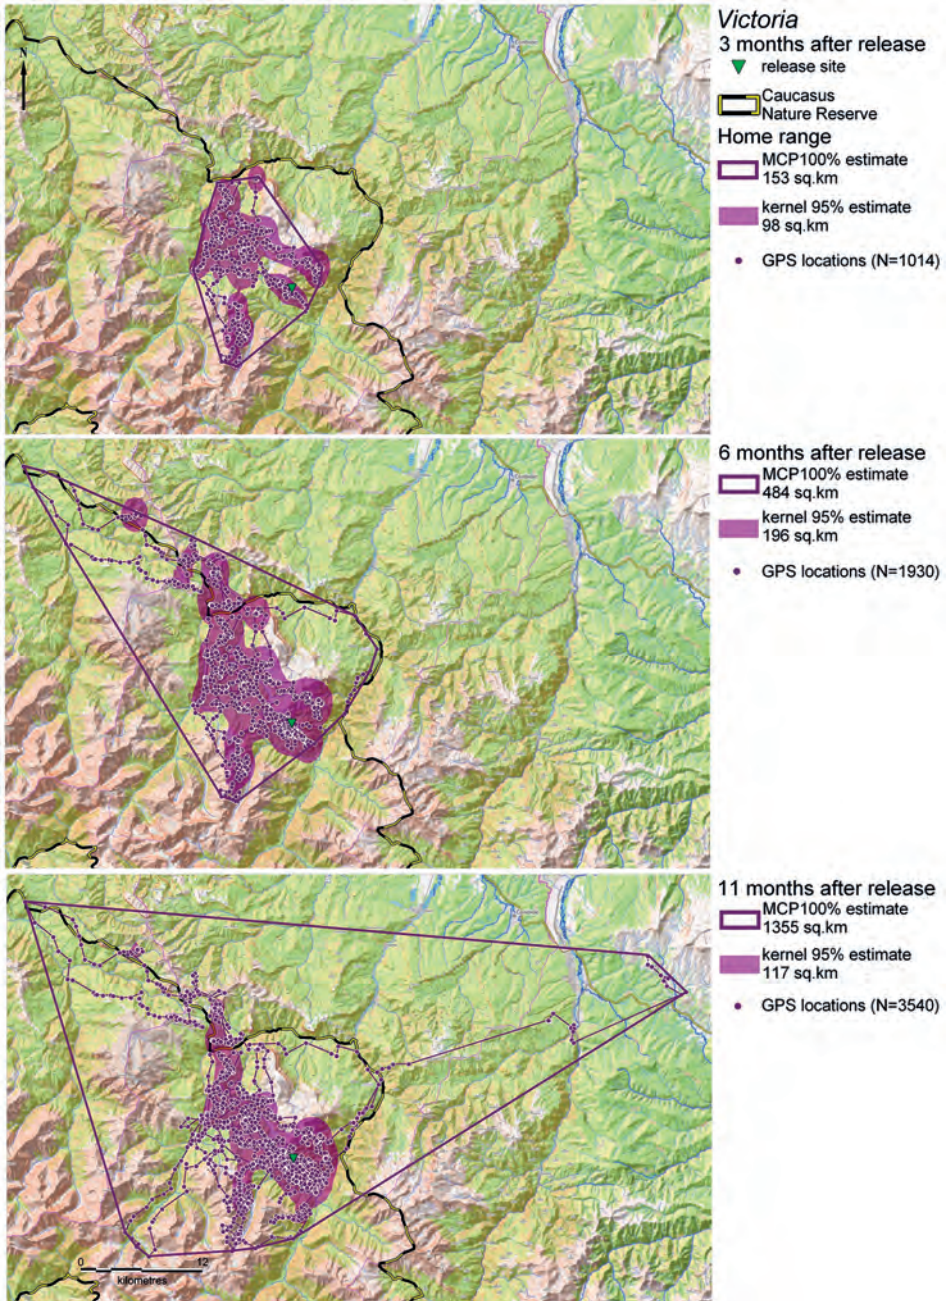 Victoria
3 months after release
release site
Caucasus
Nature Reserve
Home range
MCP100% estimate
153 sq.km
kernel 95% estimate
98 sq.km
GPS locations (N=1014)
N
6 months after release
MCP100% estimate
484 sq.km
kernel 95% estimate
196 sq.km
GPS locations (N=1930)
11 months after release
MCP100% estimate
1355 sq.km
kernel 95% estimate
117 sq.km
GPS locations (N=3540)
0 12
kilometres